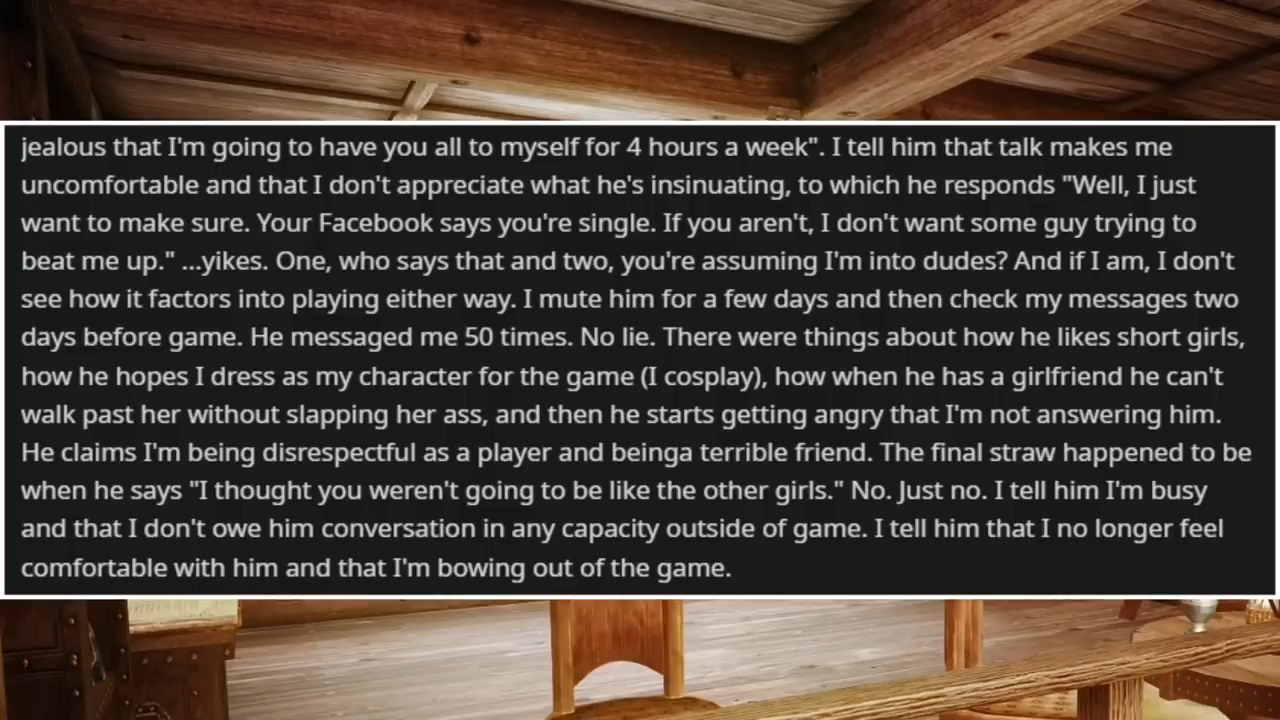 jealous that I'm going to have you all to myself for 4 hours a week". I tell him that talk makes me
uncomfortable and that I don't appreciate what he's insinuating, to which he responds "Well, I just
want to make sure. Your Facebook says you're single. If you aren't, I don't want some guy trying to
beat me up." ...yikes. One, who says that and two, you're assuming I'm into dudes? And if I am, I don't
see how it factors into playing either way. I mute him for a few days and then check my messages two
days before game. He messaged me 50 times. No lie. There were things about how he likes short girls,
how he hopes I dress as my character for the game (I cosplay), how when he has a girlfriend he can't
walk past her without slapping her ass, and then he starts getting angry that I'm not answering him.
He claims I'm being disrespectful as a player and beinga terrible friend. The final straw happened to be
when he says "I thought you weren't going to be like the other girls." No. Just no. I tell him I'm busy
and that I don't owe him conversation in any capacity outside of game. I tell him that I no longer feel
comfortable with him and that I'm bowing out of the game.